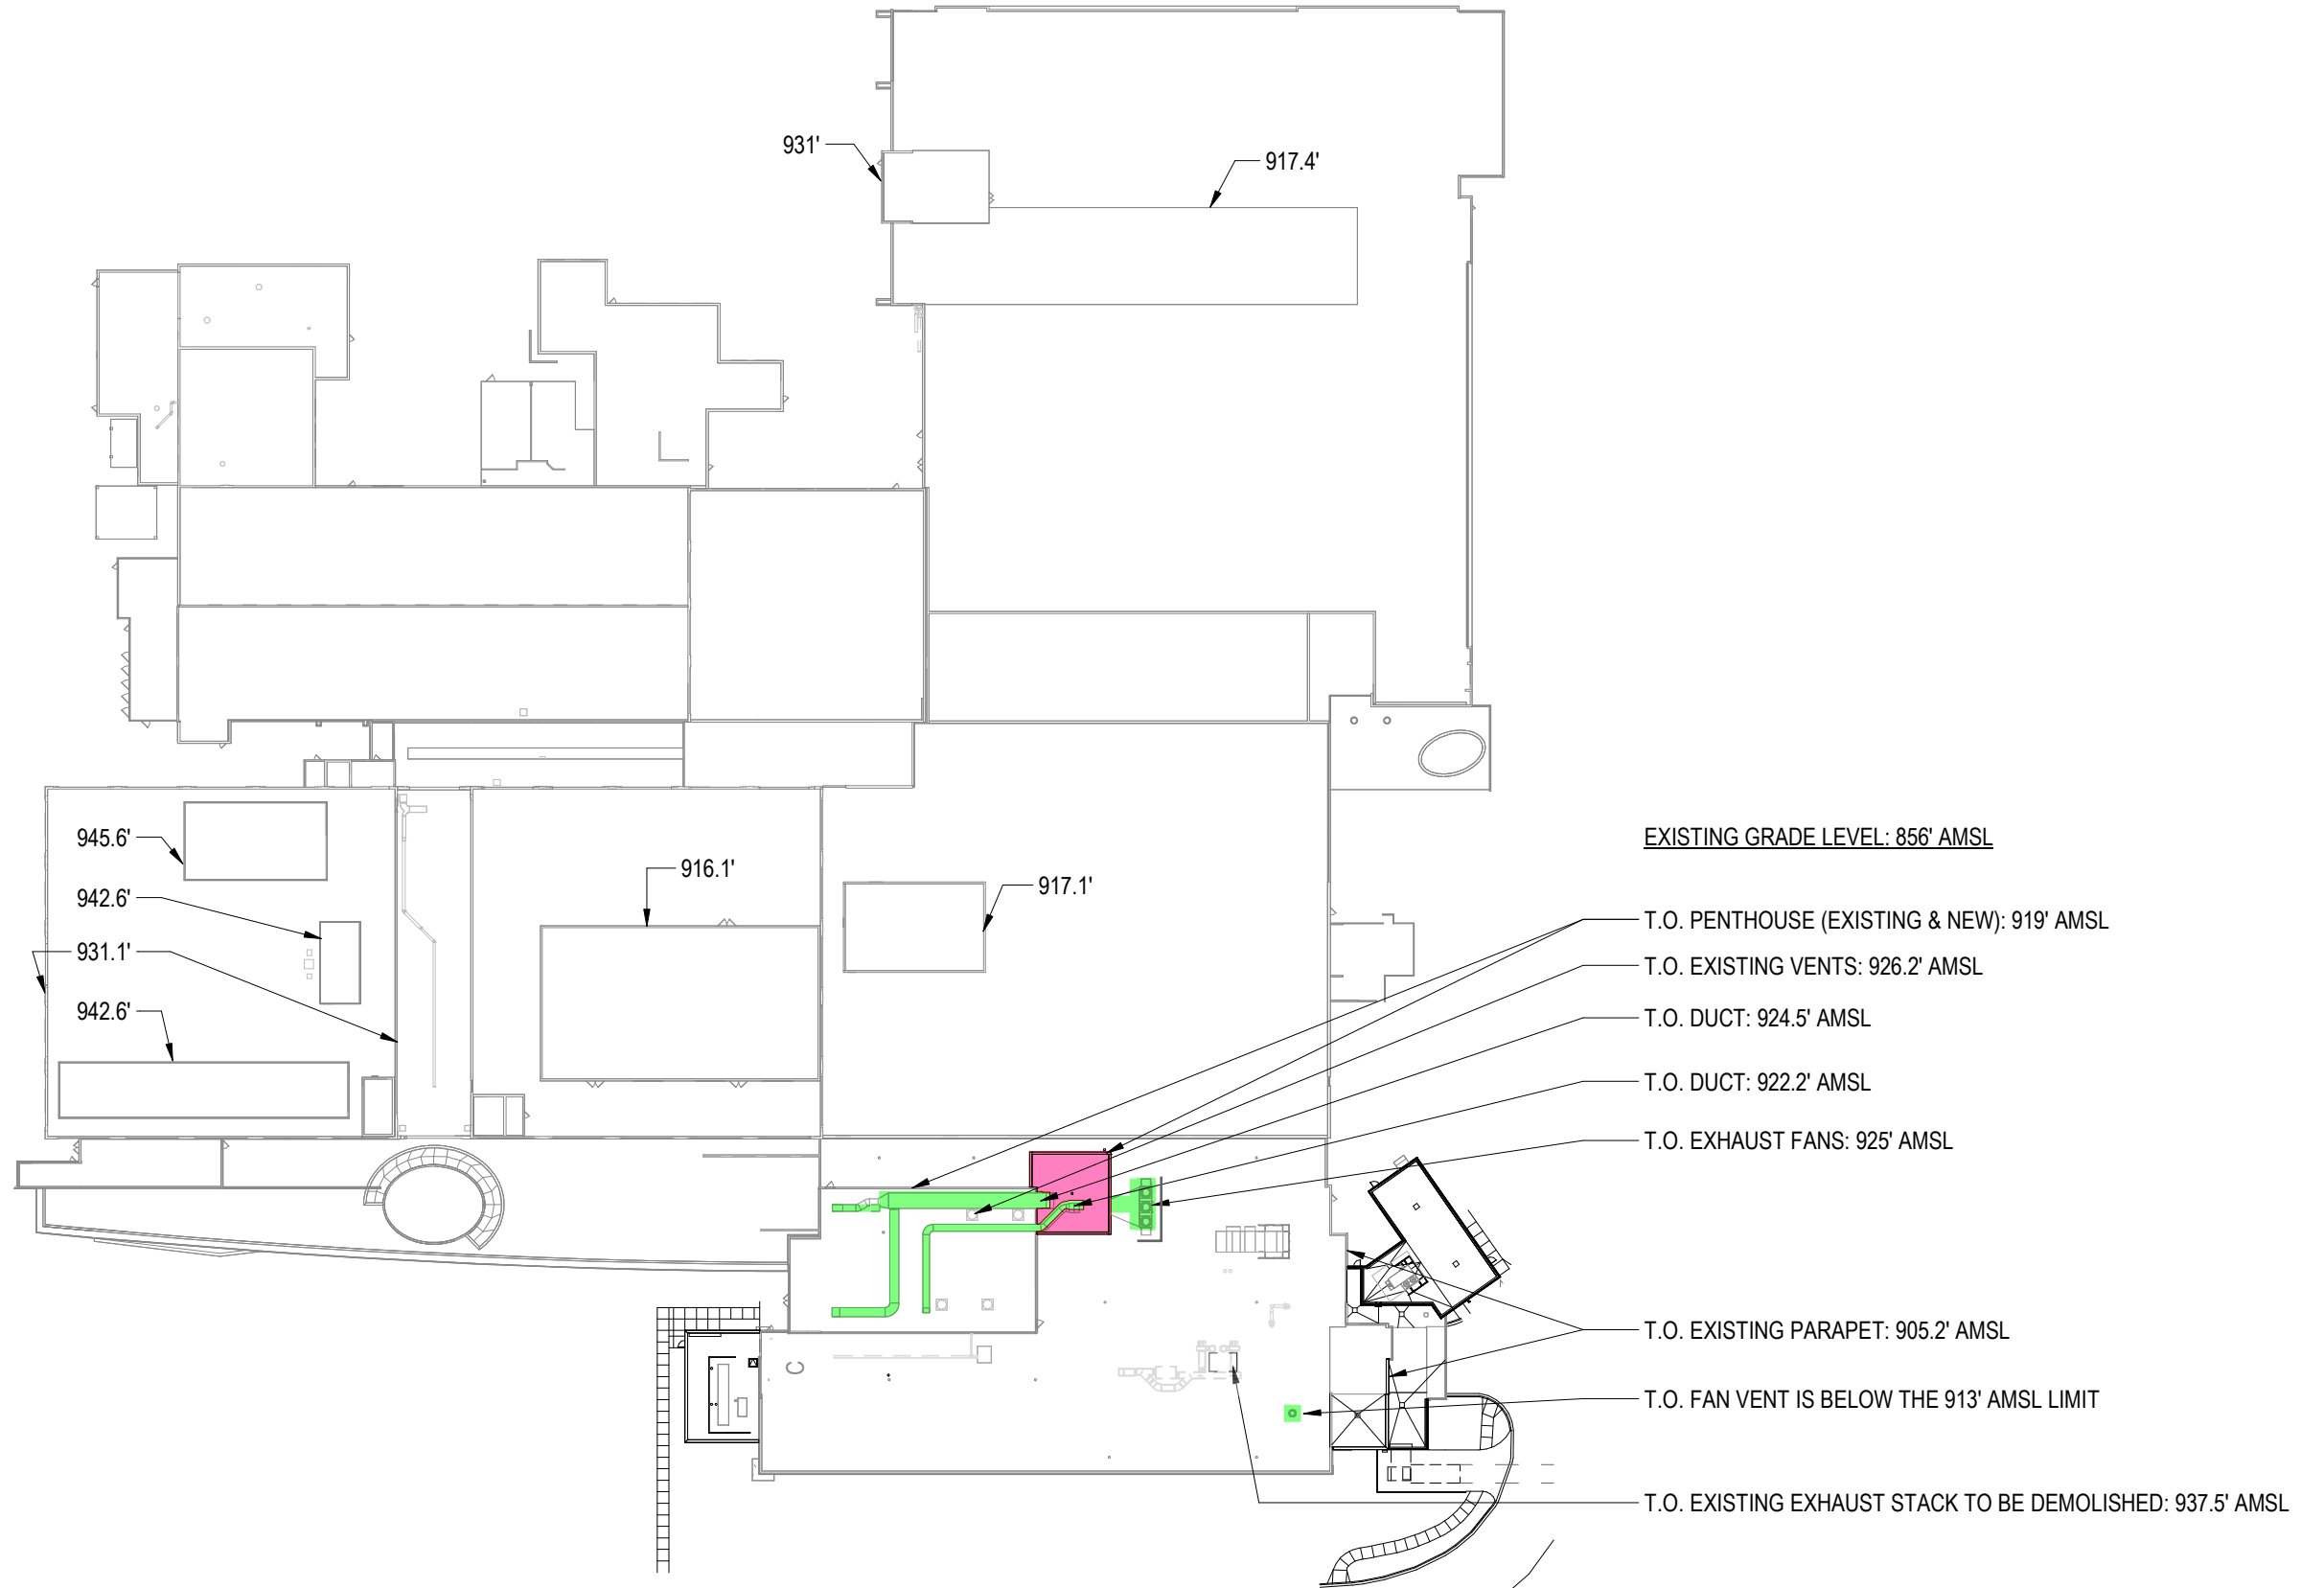 931'
917.4'
945.6'
942.6'
931.1'
942.6'
916.1'
917.1'
EXISTING GRADE LEVEL: 856' AMSL
T.O. PENTHOUSE (EXISTING & NEW): 919' AMSL
T.O. EXISTING VENTS: 926.2' AMSL
T.O. DUCT: 924.5' AMSL
T.O. DUCT: 922.2' AMSL
T.O. EXHAUST FANS: 925' AMSL
T.O. EXISTING PARAPET: 905.2' AMSL
T.O. FAN VENT IS BELOW THE 913' AMSL LIMIT
T.O. EXISTING EXHAUST STACK TO BE DEMOLISHED: 937.5' AMSL
C